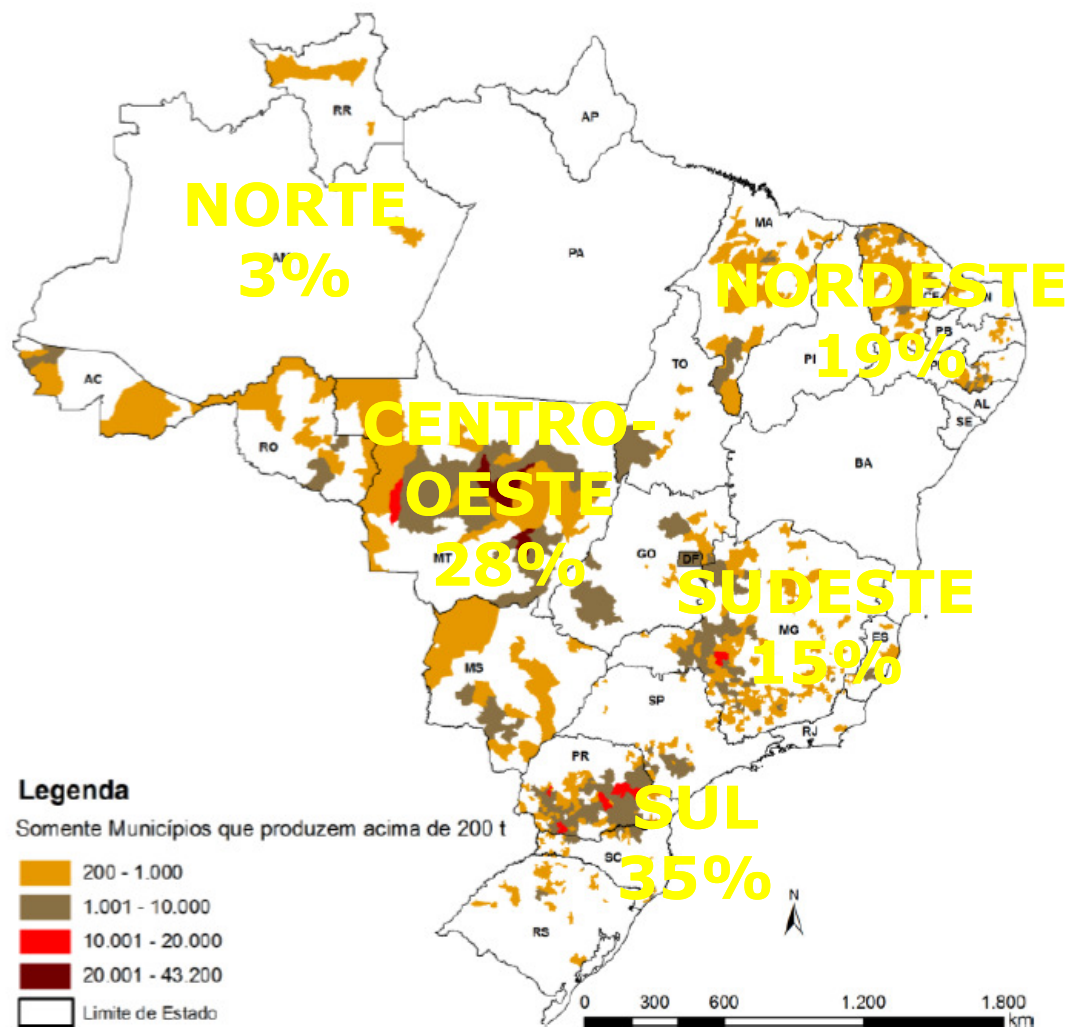 RR
AP
NORTE
3%
MA
PA
NORDESTE
19%
PB
PI
TO
AC
AL
SE
RO
CENTRO-
OESTE
28%
BA
MT
GO
DF
SUDESTE
15%
MG
ES
MS
SP
RJ
PR
SUL
35%
SC
RS
N
Legenda
Somente Municípios que produzem acima de 200 t
200 - 1.000
1.001 - 10.000
10.001 - 20.000
20.001 - 43.200
Limite de Estado
0 300 600 1.200 1.800
km